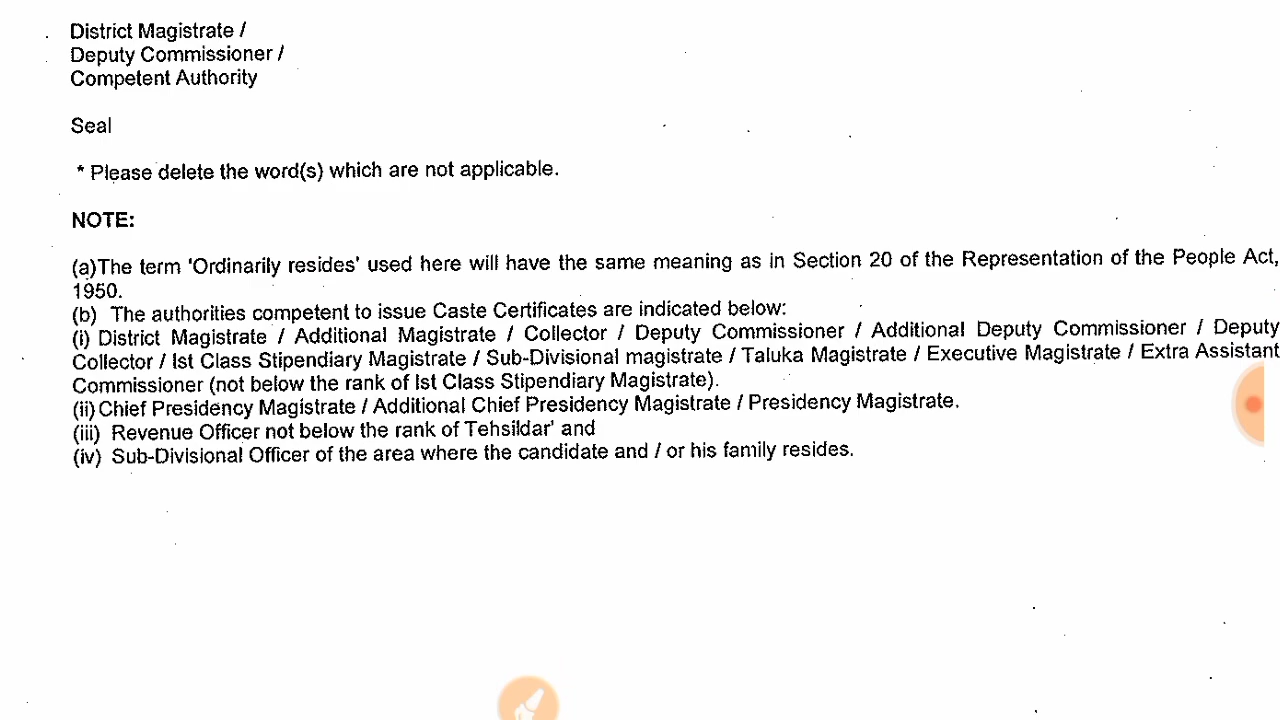 District Magistrate /
Deputy Commissioner /
Competent Authority
Seal
* Please delete the word(s) which are not applicable.
NOTE:
(a)The term 'Ordinarily resides' used here will have the same meaning as in Section 20 of the Representation of the People Act,
1950.
(b) The authorities competent to issue Caste Certificates are indicated below:
(i) District Magistrate / Additional Magistrate / Collector / Deputy Commissioner / Additional Deputy Commissioner / Deputy
Collector / Ist Class Stipendiary Magistrate / Sub-Divisional magistrate / Taluka Magistrate / Executive Magistrate / Extra Assistant
Commissioner (not below the rank of Ist Class Stipendiary Magistrate).
(ii) Chief Presidency Magistrate / Additional Chief Presidency Magistrate / Presidency Magistrate.
(iii) Revenue Officer not below the rank of Tehsildar' and
(iv) Sub-Divisional Officer of the area where the candidate and / or his family resides.